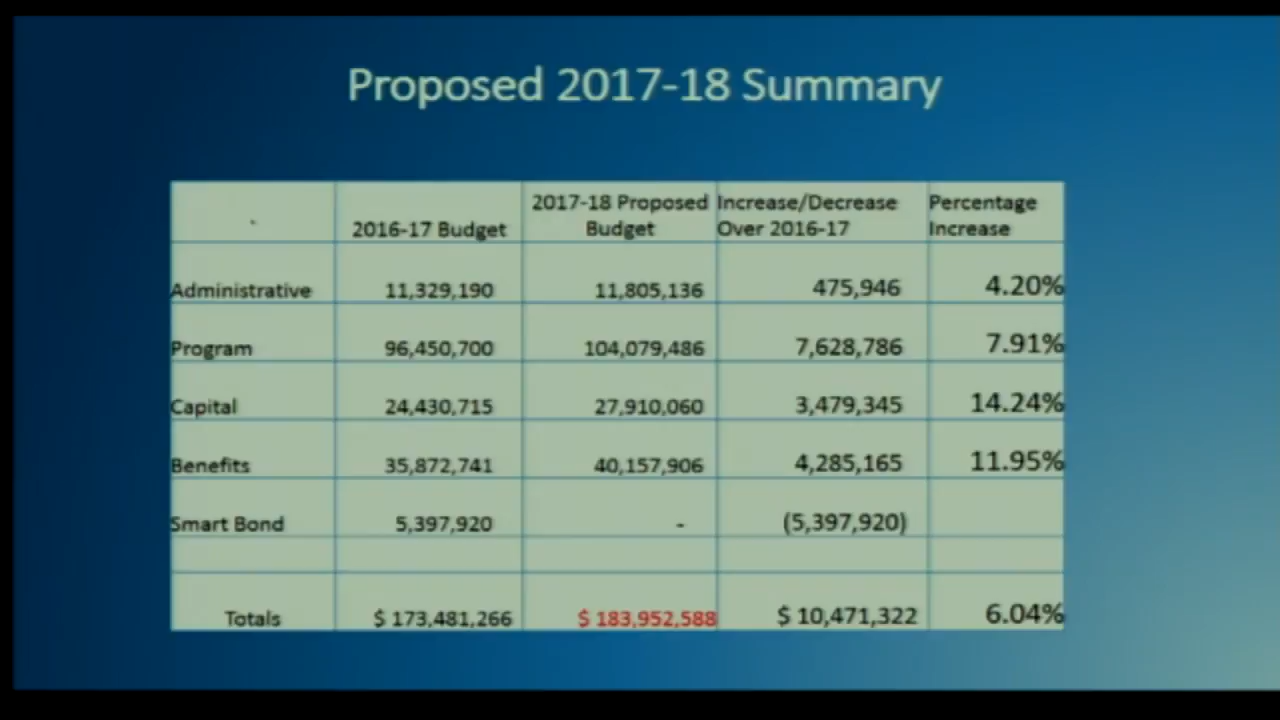 Proposed 2017-18 Summary
2016-17 Budget 2017-18 Proposed Budget Increase/Decrease Over 2016-17 Percentage Increase
Administrative 11,329,190 11,805,136 475,946 4.20%
Program 96,450,700 104,079,486 7,628,786 7.91%
Capital 24,430,715 27,910,060 3,479,345 14.24%
Benefits 35,872,741 40,157,906 4,285,165 11.95%
Smart Bond 5,397,920 - (5,397,920)
Totals $ 173,481,266 $ 183,952,588 $ 10,471,322 6.04%